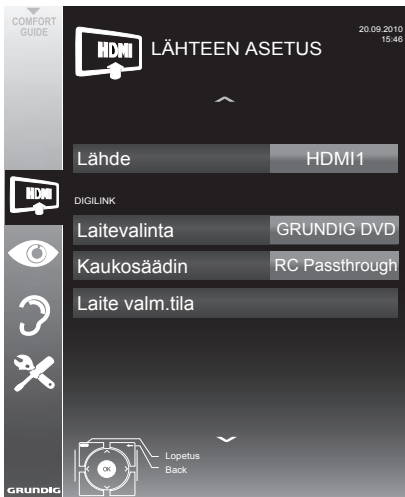 COMFORT
GUIDE
HDMI
LÄHTEEN ASETUS
20.09.2010
15:46
Lähde
HDMI1
HDMI
DIGILINK
Laitevalinta
GRUNDIG DVD
Kaukosäädin
RC Passthrough
Laite valm.tila
OK
Lopetus
Back
GRUNDIG